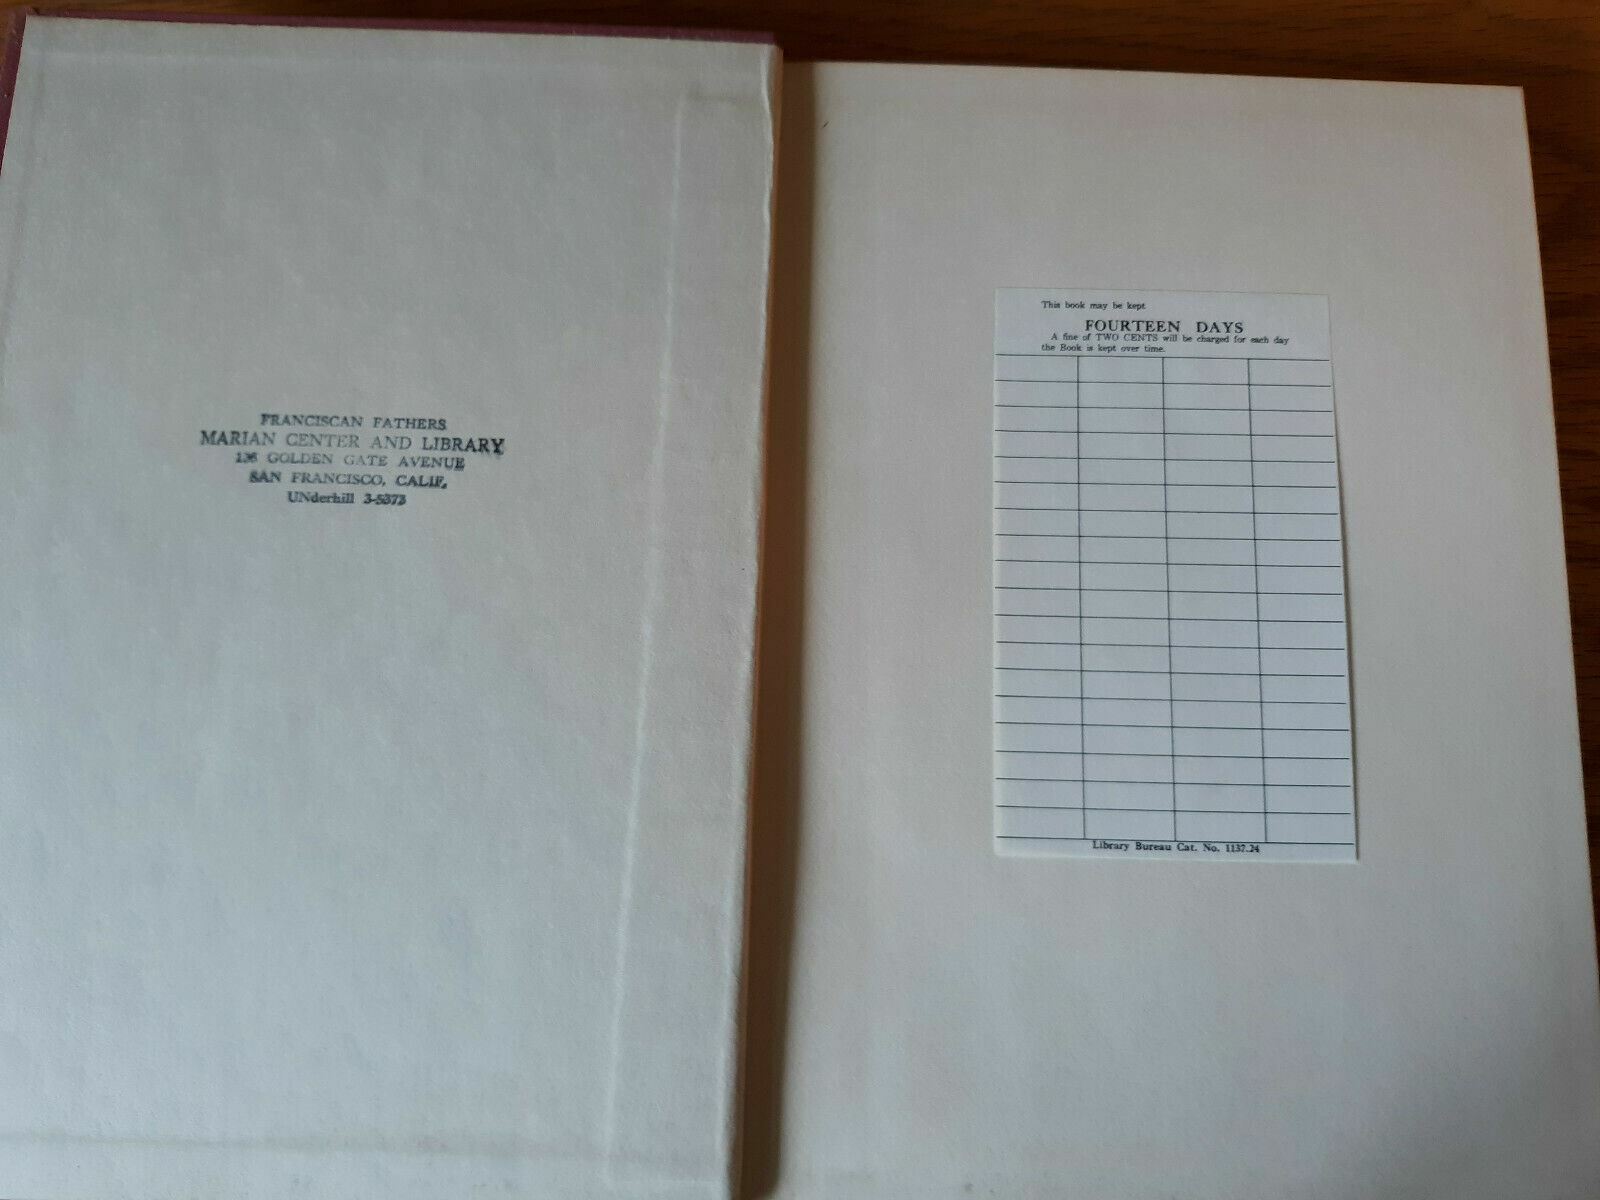 FRANCISCAN FATHERS
MARIAN CENTER AND LIBRARY
136 GOLDEN GATE AVENUE
SAN FRANCISCO, CALIF.
UNderhill 3-5373
This book may be kept
FOURTEEN DAYS
A fine of TWO CENTS will be charged for each day
the Book is kept over time.
Library Bureau Cat. No. 1137.24